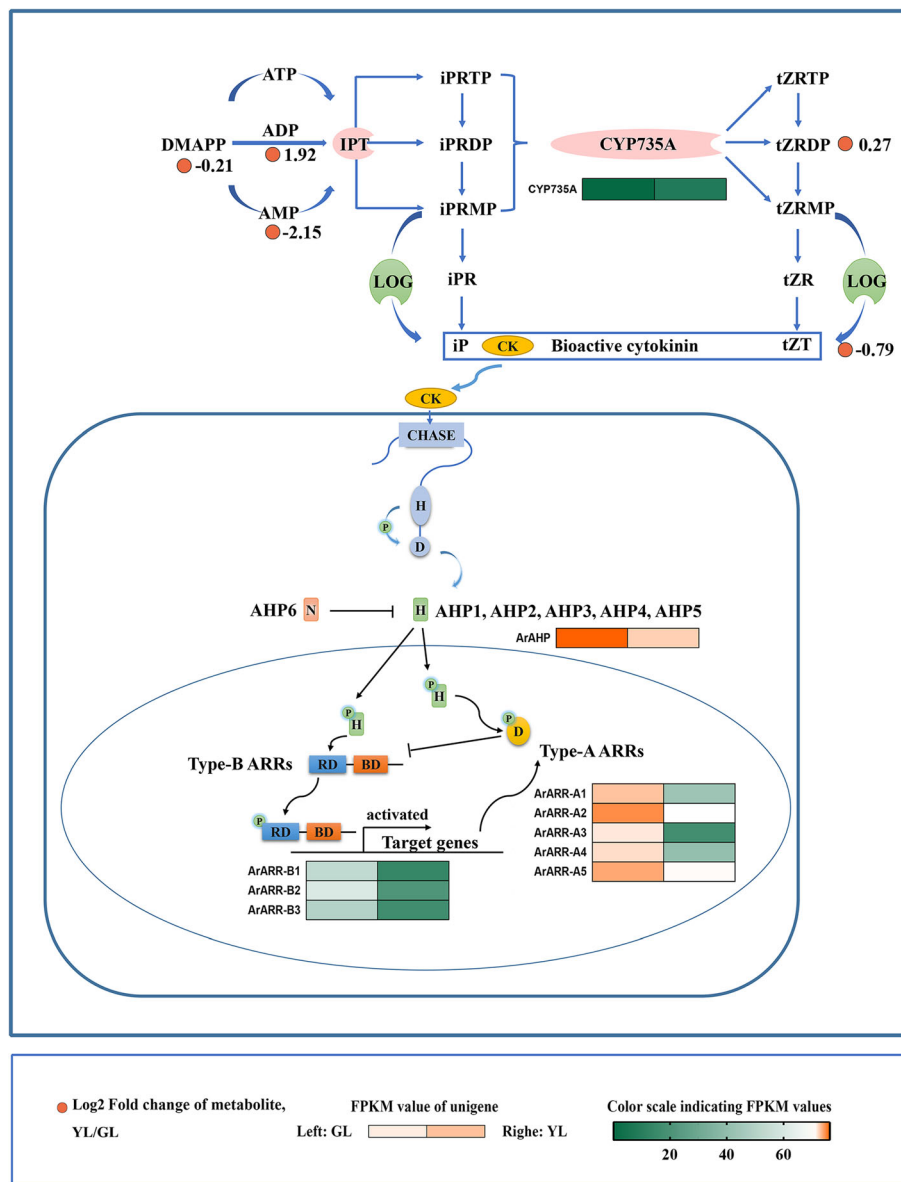 ATP
iPRTP
tZRTP
DMAPP
ADP
IPT
iPRDP
CYP735A
tZRDP
0.27
-0.21
1.92
CYP735A
AMP
iPRMP
tZRMP
-2.15
LOG
iPR
tZR
LOG
iP
CK
Bioactive cytokinin
tZT
-0.79
CK
CHASE
H
P
D
AHP6
N
H
AHP1, AHP2, AHP3, AHP4, AHP5
ArAHP
P
H
P
H
P
D
Type-B ARRs
RD
BD
Type-A ARRs
P
RD
BD
activated
Target genes
ArARR-A1
ArARR-A2
ArARR-A3
ArARR-A4
ArARR-A5
ArARR-B1
ArARR-B2
ArARR-B3
Log2 Fold change of metabolite,
YL/GL
FPKM value of unigene
Left: GL
Righe: YL
Color scale indicating FPKM values
20
40
60